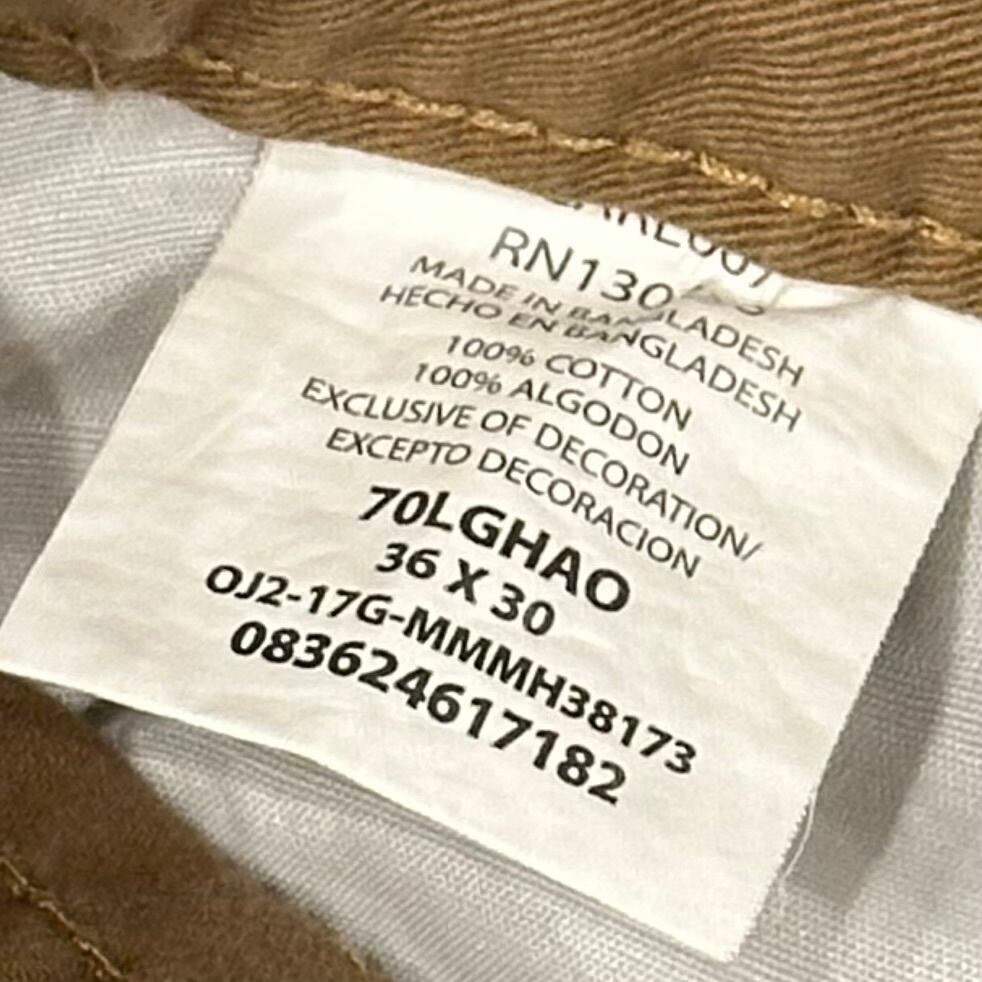 MADE IN BANGLADESH
HECHO EN BANGLADESH
100% COTTON
100% ALGODON
EXCLUSIVE OF DECORATION/
EXCEPTO DECORACION
70LGHAO
36 X 30
OJ2-17G-MMMH38173
083624617182